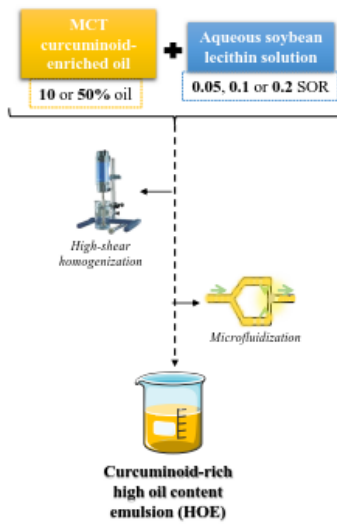 MCT
curcuminoid-
enriched oil
Aqueous soybean
lecithin solution
10 or 50% oil
0.05, 0.1 or 0.2 SOR
High-shear
homogenization
Microfluidization
Curcuminoid-rich
high oil content
emulsion (HOE)